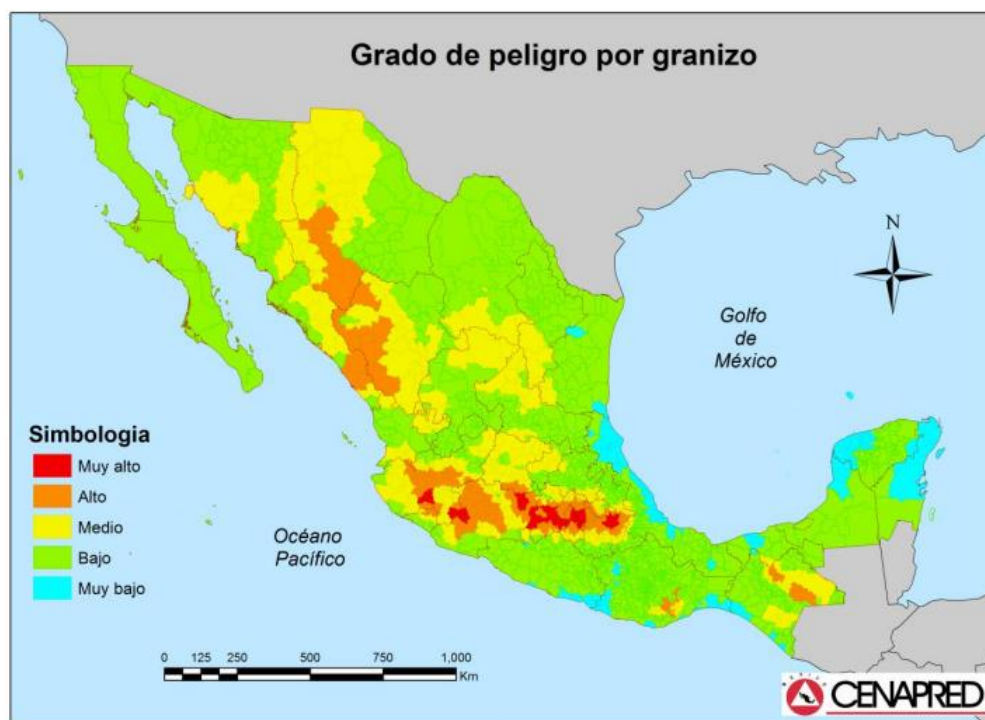 Grado de peligro por granizo
N
Golfo
de
México
Simbologia
Muy alto
Alto
Medio
Bajo
Muy bajo
Océano
Pacífico
0 125 250 500 750 1,000
Km
MEXICO
CENAPRED